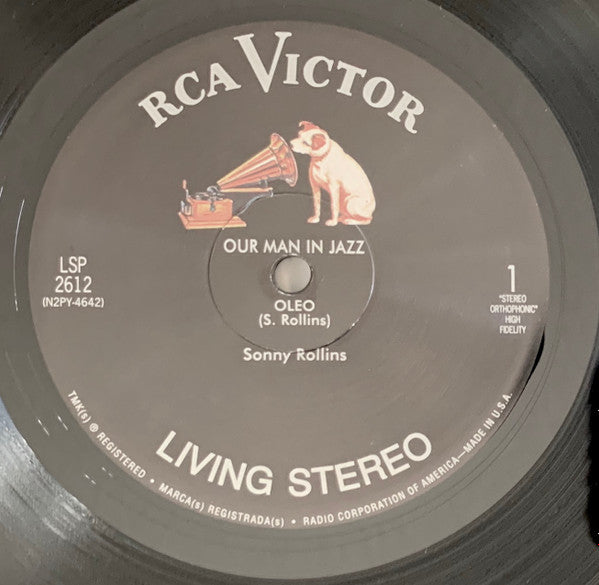 RCA VICTOR
OUR MAN IN JAZZ
LSP
2612
(N2PY-4642)
1
"STEREO
ORTHOPHONIC"
HIGH
FIDELITY
OLEO
(S. Rollins)
Sonny Rollins
LIVING STEREO
TMK(s) ® REGISTERED • MARCA(s) REGISTRADA(s) • RADIO CORPORATION OF AMERICA—MADE IN U.S.A.